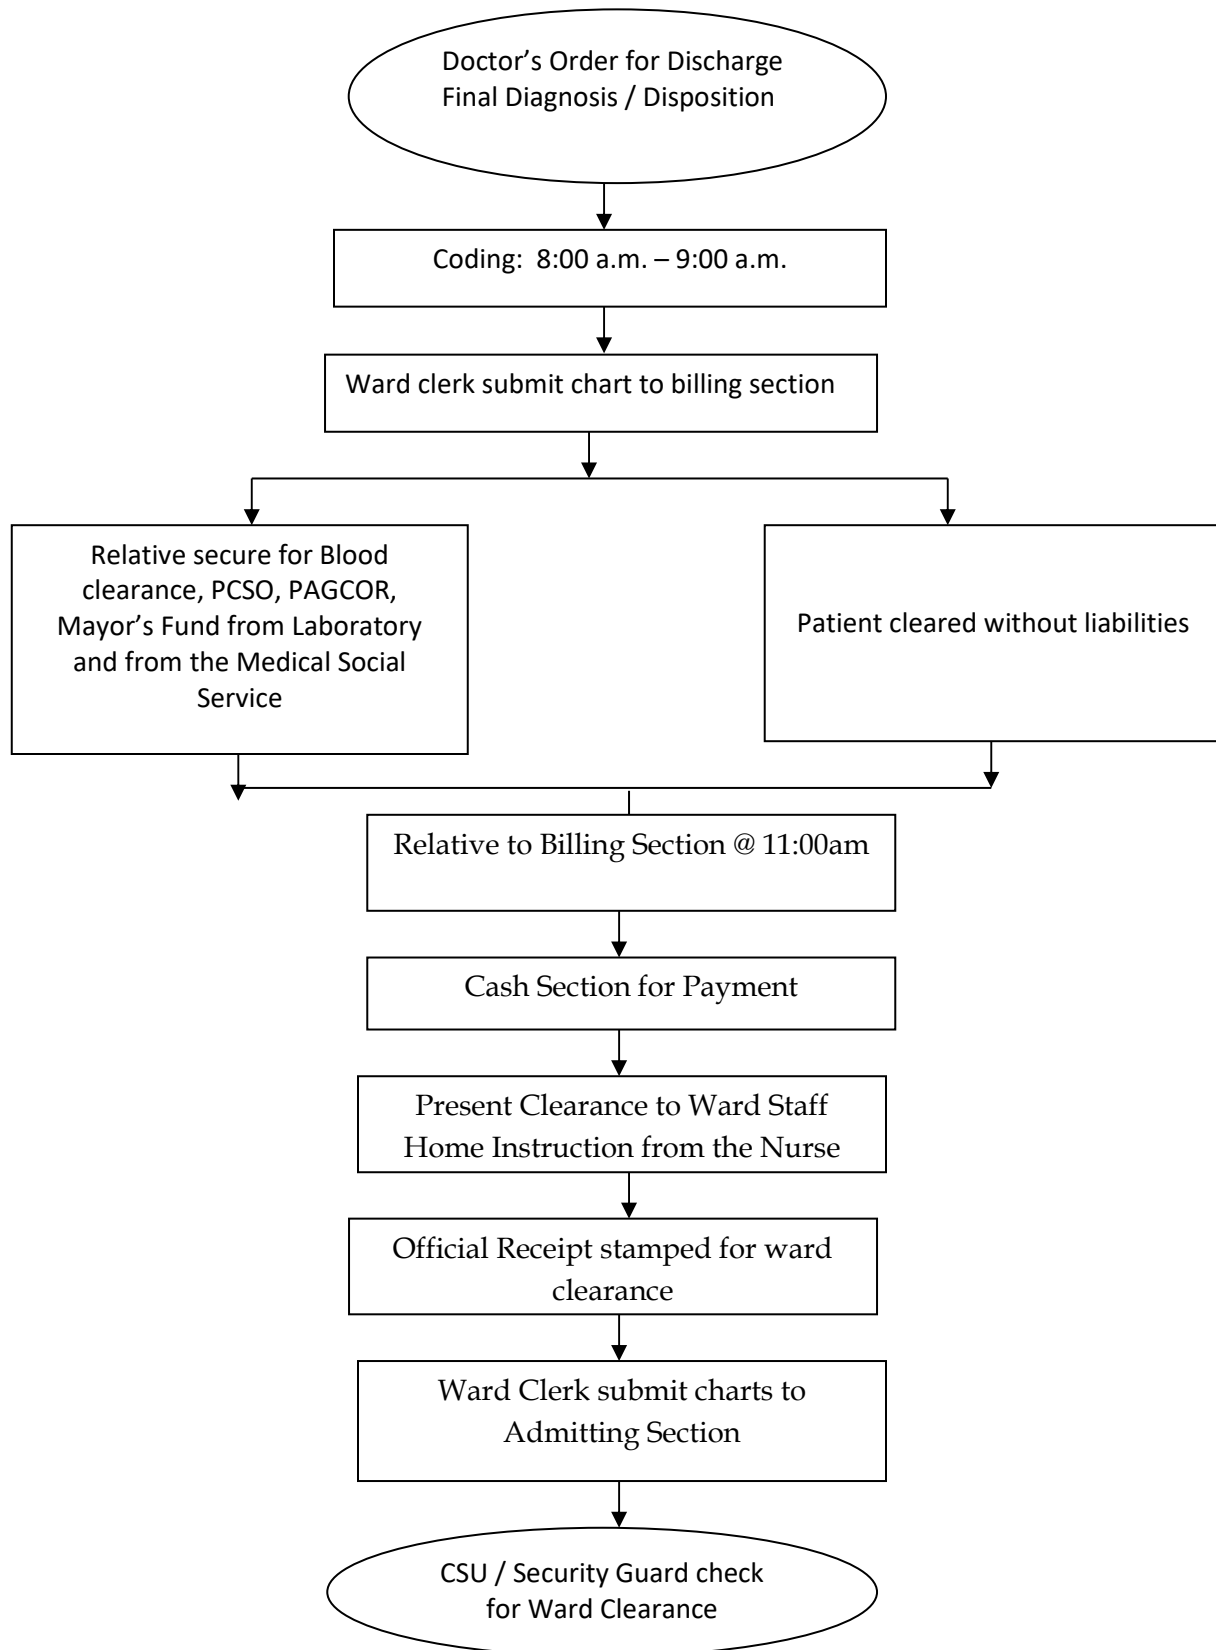 Doctor’s Order for Discharge
Final Diagnosis / Disposition
Coding:  8:00 a.m. – 9:00 a.m.
Ward clerk submit chart to billing section
Relative secure for Blood
clearance, PCSO, PAGCOR,
Mayor’s Fund from Laboratory
and from the Medical Social
Service
Patient cleared without liabilities
Relative to Billing Section @ 11:00am
Cash Section for Payment
Present Clearance to Ward Staff
Home Instruction from the Nurse
Official Receipt stamped for ward
clearance
Ward Clerk submit charts to
Admitting Section
CSU / Security Guard check
for Ward Clearance